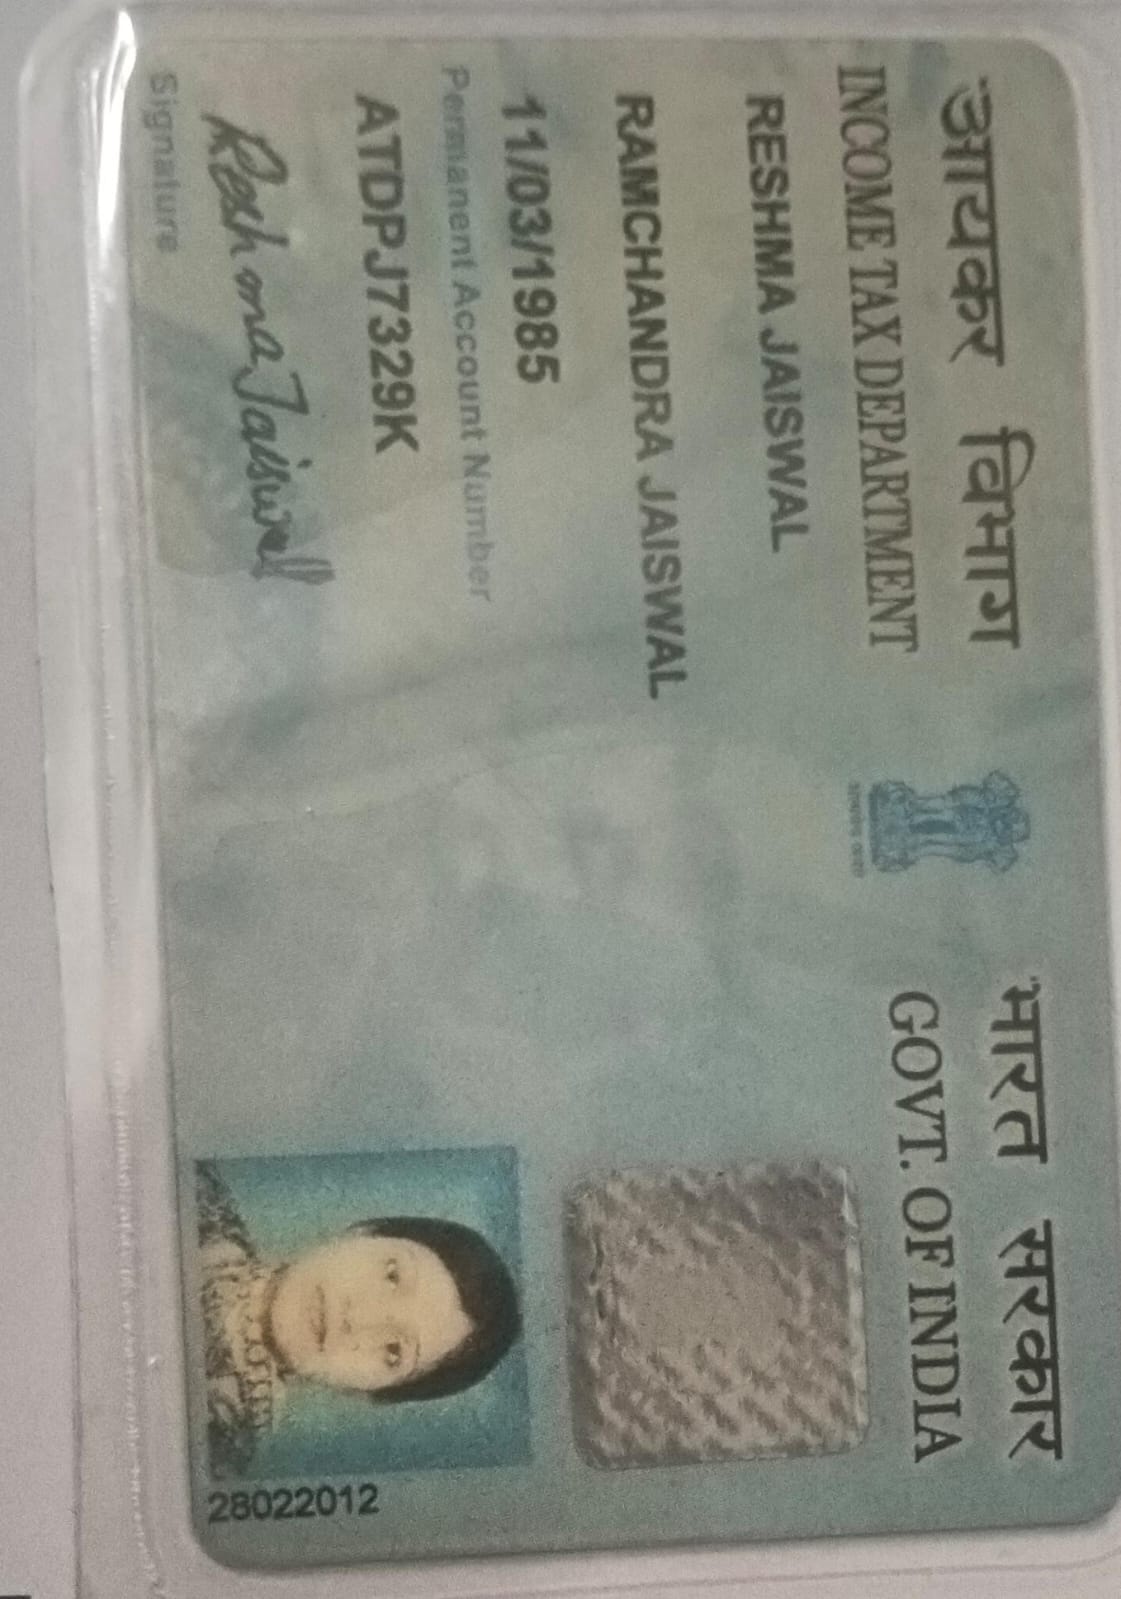 आयकर विभाग
INCOME TAX DEPARTMENT
भारत सरकार
GOVT. OF INDIA
RESHMA JAISWAL
RAMCHANDRA JAISWAL
11/03/1985
Permanent Account Number
ATDPJ7329K
Reshma Jaiswal
Signature
28022012